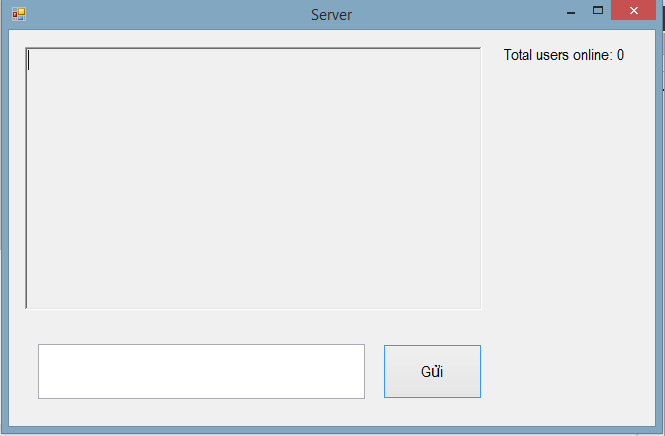 Server
Total users online: 0
Gửi